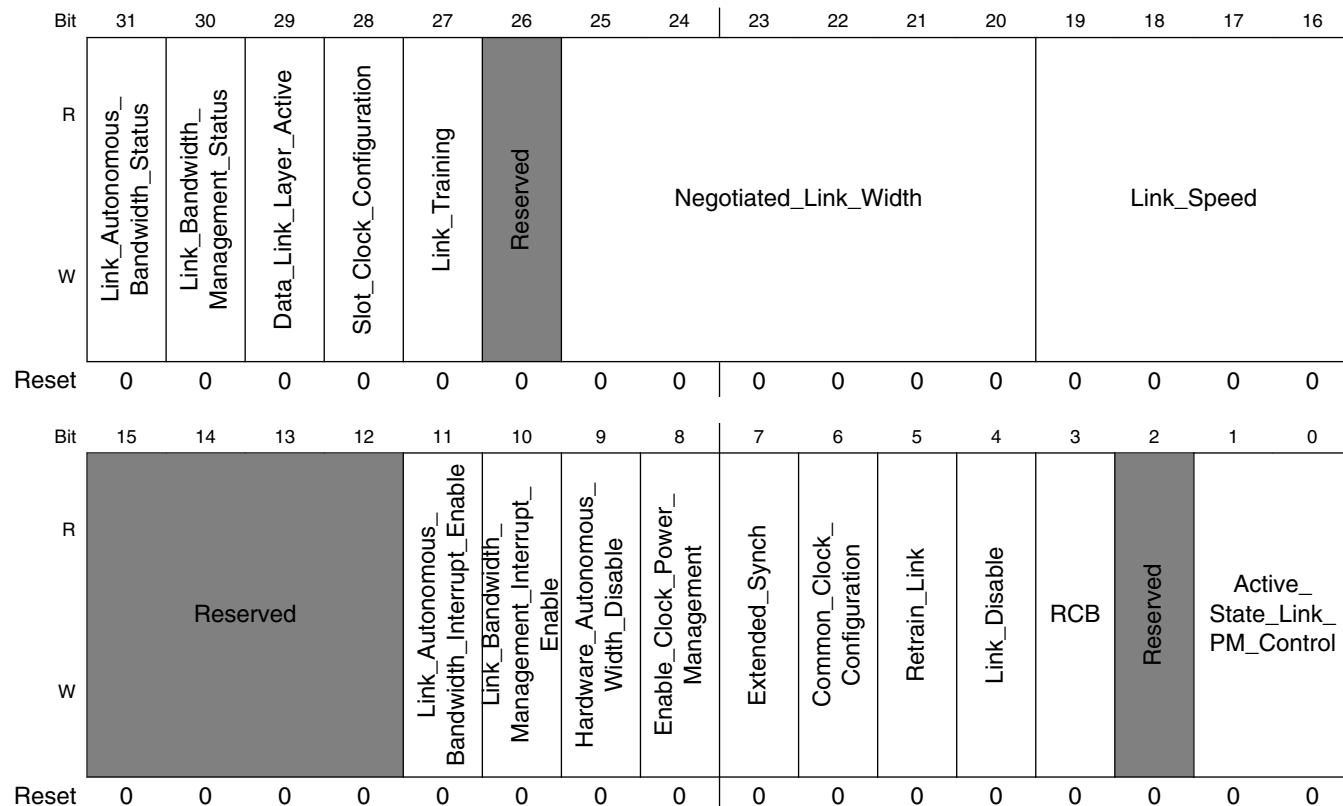 Bit 31 30 29 28 27 26 25 24 23 22 21 20 19 18 17 16
R
W
Link_Autonomous_
Bandwidth_Status
Link_Bandwidth_
Management_Status
Data_Link_Layer_Active
Slot_Clock_Configuration
Link_Training
Reserved
Negotiated_Link_Width
Link_Speed
Reset 0 0 0 0 0 0 0 0 0 0 0 0 0 0 0 0
Bit 15 14 13 12 11 10 9 8 7 6 5 4 3 2 1 0
R
W
Reserved
Link_Autonomous_
Bandwidth_Interrupt_Enable
Link_Bandwidth_
Management_Interrupt_
Enable
Hardware_Autonomous_
Width_Disable
Enable_Clock_Power_
Management
Extended_Synch
Common_Clock_
Configuration
Retrain_Link
Link_Disable
RCB
Reserved
Active_
State_Link_
PM_Control
Reset 0 0 0 0 0 0 0 0 0 0 0 0 0 0 0 0